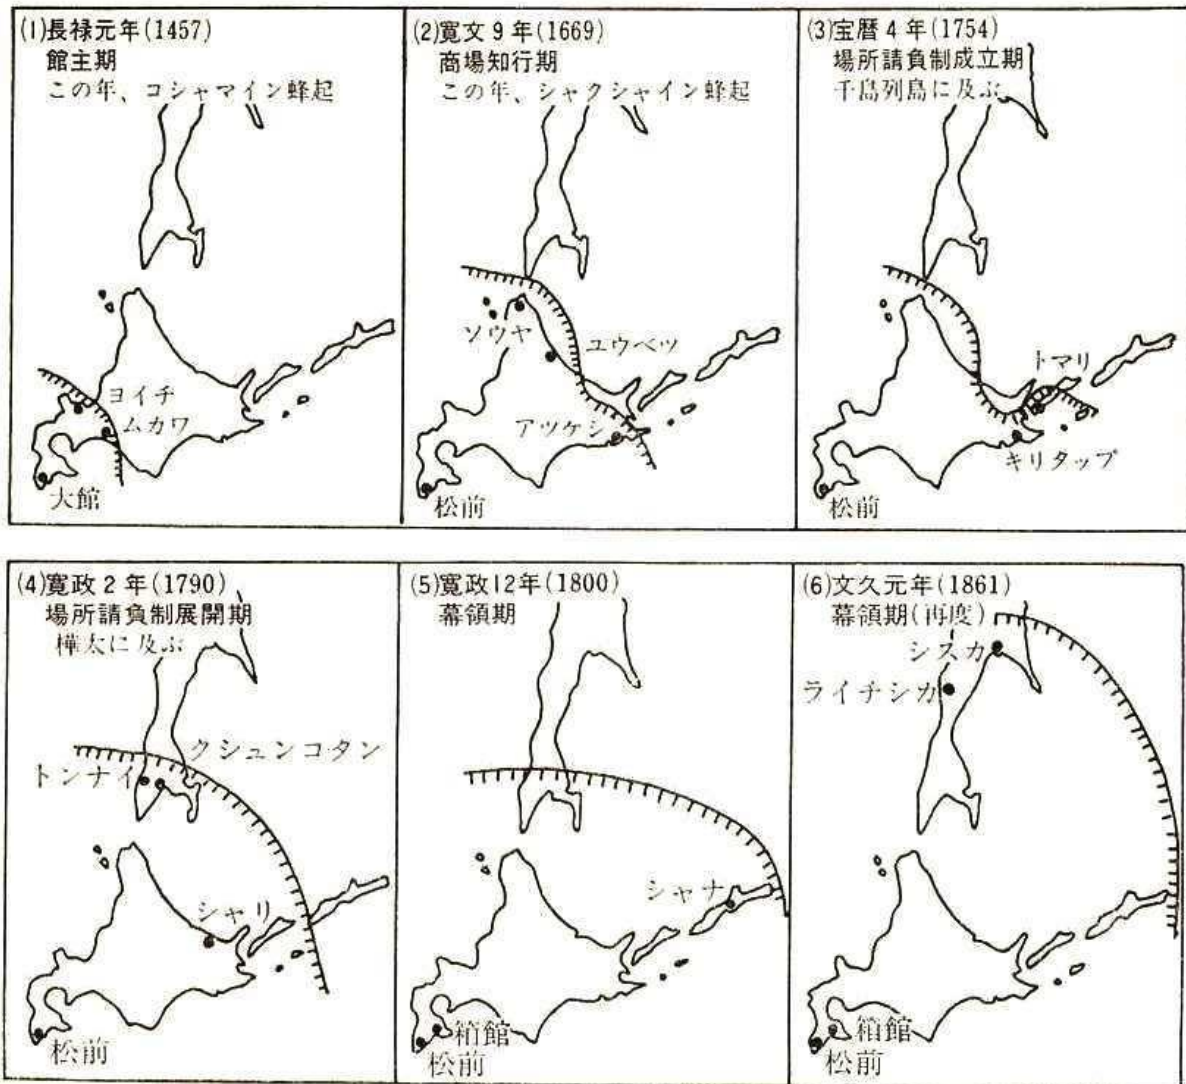 (1)長禄元年(1457)
館主期
この年、コシャマイン蜂起
ヨイチ
ムカワ
大館
(2)寛文9年(1669)
商場知行期
この年、シャクシャイン蜂起
ソウヤ
ユウベツ
アツケシ
松前
(3)宝暦4年(1754)
場所請負制成立期
千島列島に及ぶ
トマリ
キリタップ
松前
(4)寛政2年(1790)
場所請負制展開期
樺太に及ぶ
クシュンコタン
トンナイ
シャリ
松前
(5)寛政12年(1800)
幕領期
シャナ
箱館
松前
(6)文久元年(1861)
幕領期(再度)
シスカ
ライチシカ
箱館
松前